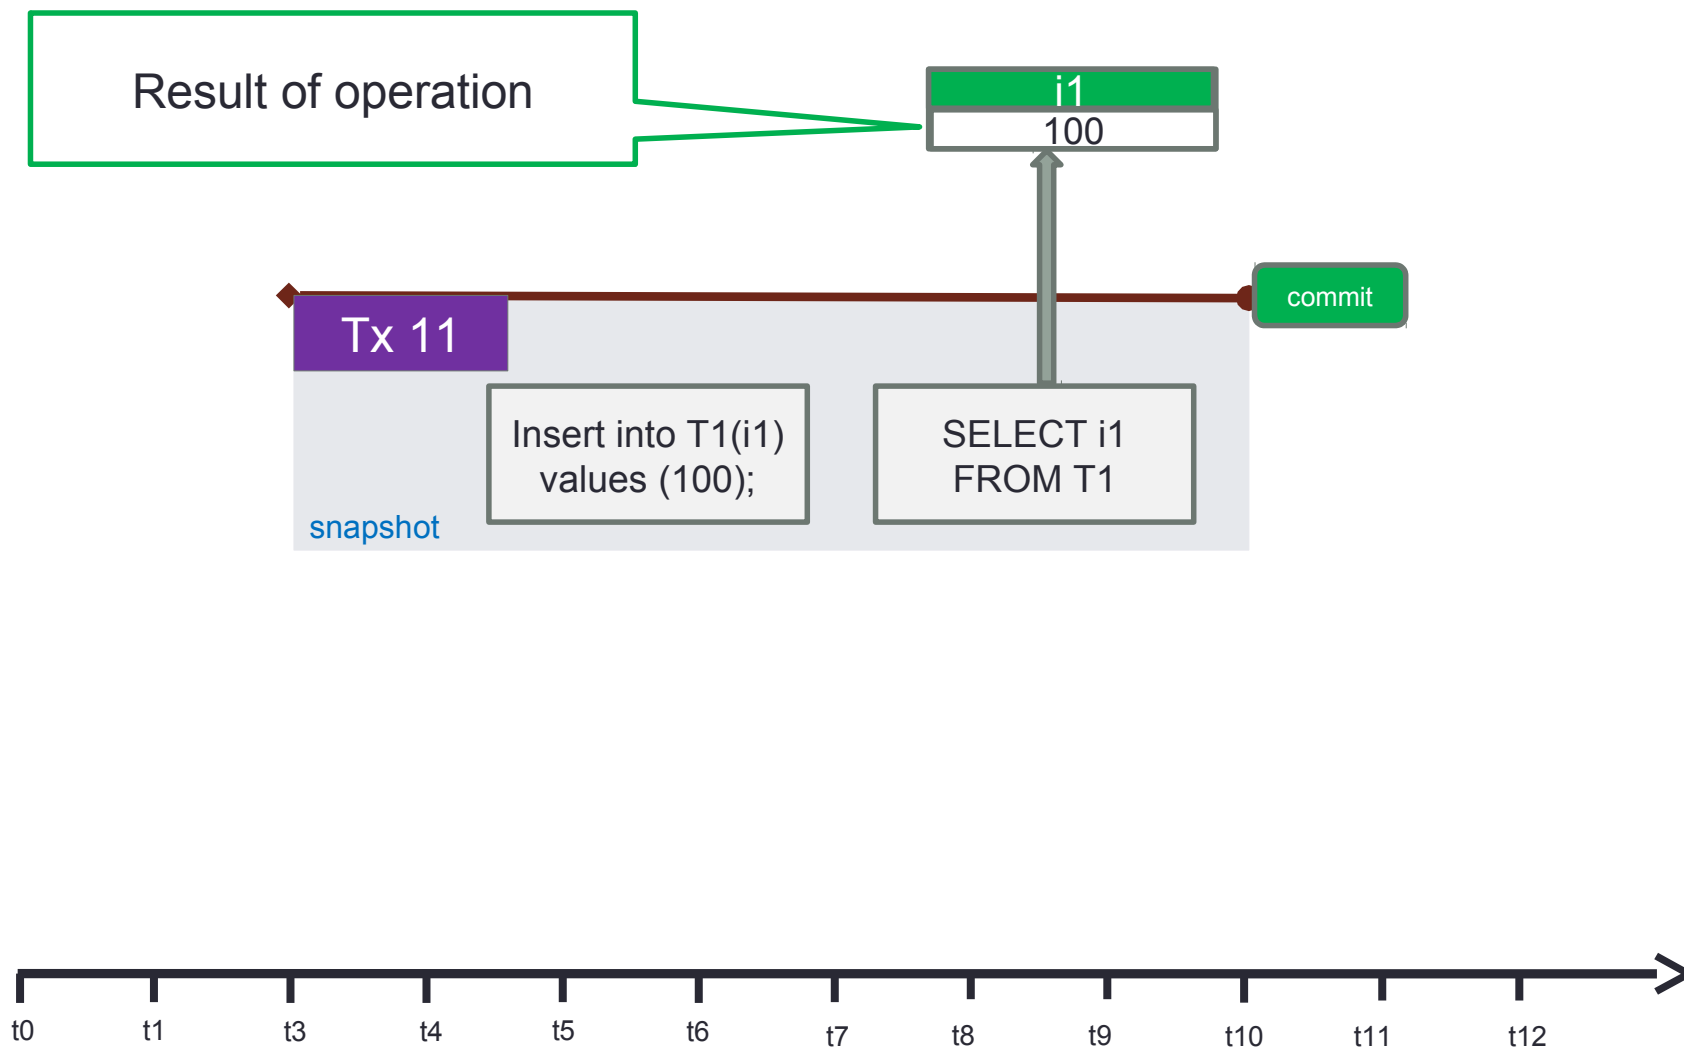 Result of operation
i1
100
commit
Tx 11
Insert into T1(i1)
values (100);
SELECT i1
FROM T1
snapshot
t0 t1 t3 t4 t5 t6 t7 t8 t9 t10 t11 t12